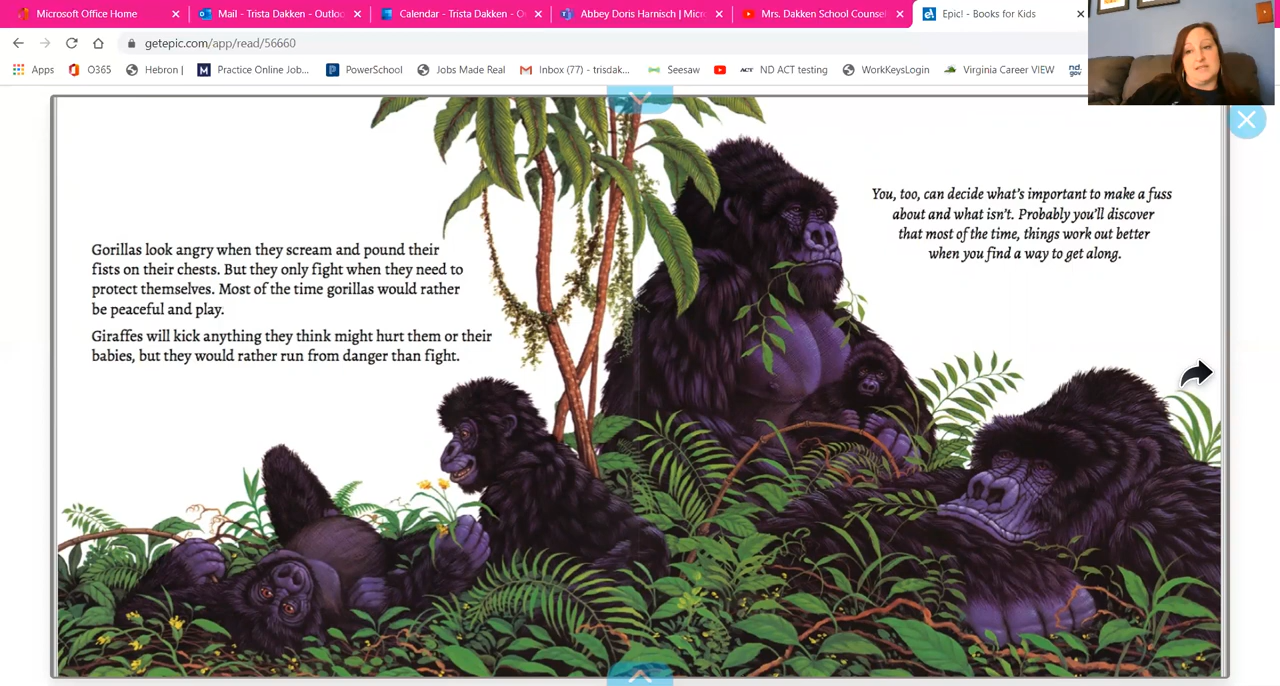 Microsoft Office Home
Mail - Trista Dakken - Outloo
Calendar - Trista Dakken - O
Abbey Doris Harnisch | Micr
Mrs. Dakken School Counsel
Epic! - Books for Kids
getepic.com/app/read/56660
Apps
O365
Hebron |
Practice Online Job...
PowerSchool
Jobs Made Real
Inbox (77) - trisdak...
Seesaw
ACT
ND ACT testing
WorkKeysLogin
Virginia Career VIEW
nd.
gov
Gorillas look angry when they scream and pound their
fists on their chests. But they only fight when they need to
protect themselves. Most of the time gorillas would rather
be peaceful and play.
Giraffes will kick anything they think might hurt them or their
babies, but they would rather run from danger than fight.
You, too, can decide what's important to make a fuss
about and what isn't. Probably you'll discover
that most of the time, things work out better
when you find a way to get along.